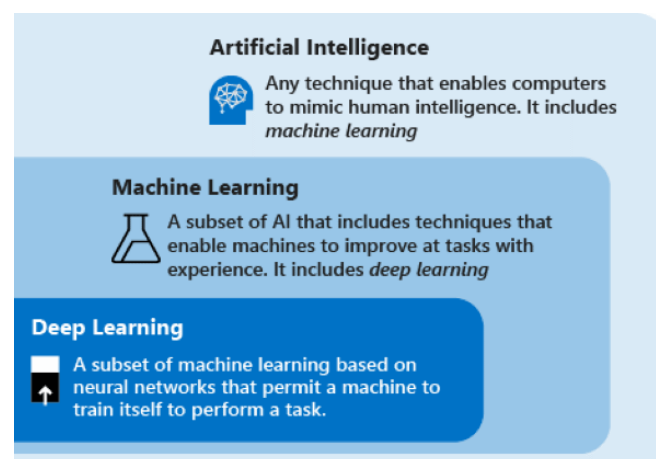 Artificial Intelligence
Any technique that enables computers
to mimic human intelligence. It includes
machine learning
Machine Learning
A subset of AI that includes techniques that
enable machines to improve at tasks with
experience. It includes deep learning
Deep Learning
A subset of machine learning based on
neural networks that permit a machine to
train itself to perform a task.